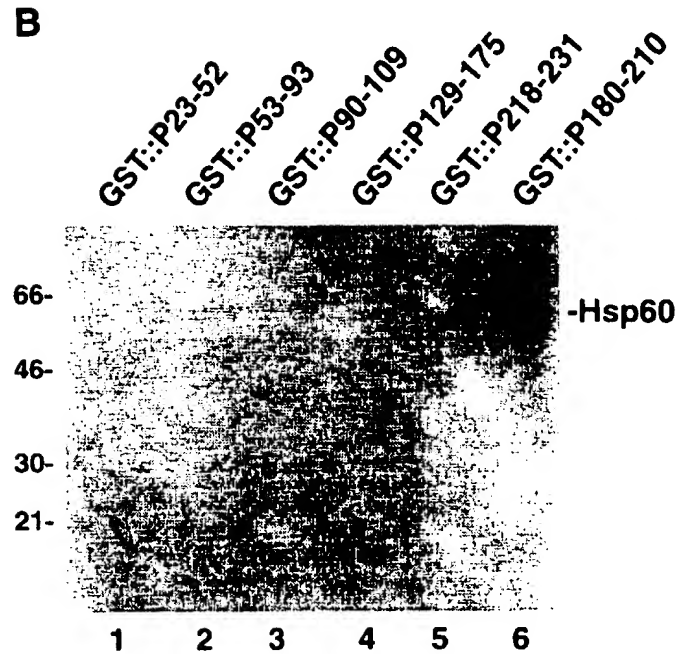 B
GST::P23-52
GST::P53-93
GST::P90-109
GST::P129-175
GST::P218-231
GST::P180-210
66-
-Hsp60
46-
30-
21-
1 2 3 4 5 6